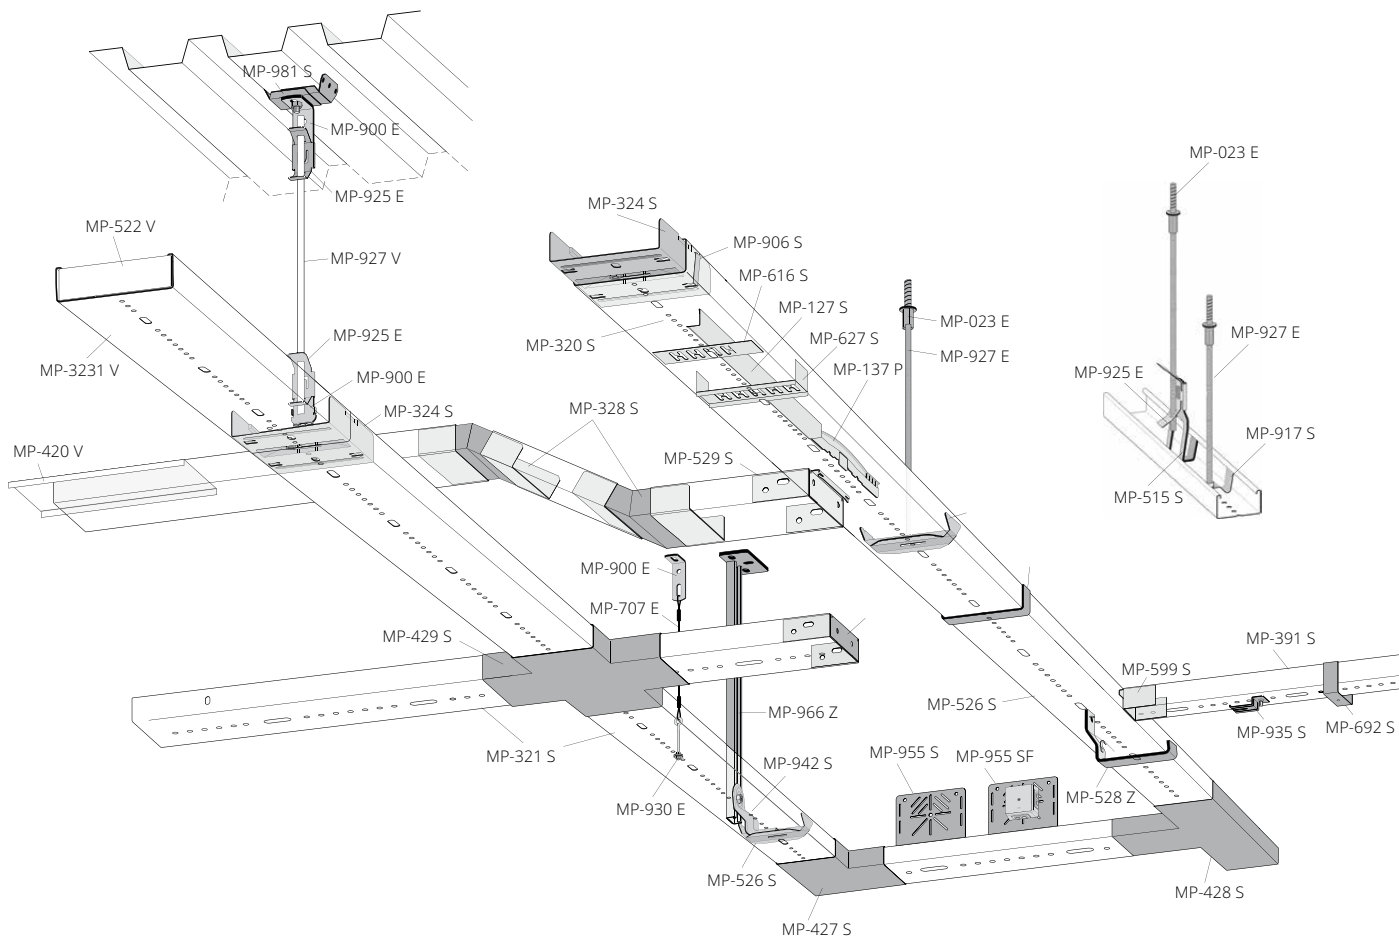 MP-981 S
MP-900 E
MP-925 E
MP-023 E
MP-324 S
MP-522 V
MP-906 S
MP-927 V
MP-616 S
MP-127 S
MP-023 E
MP-927 E
MP-925 E
MP-627 S
MP-320 S
MP-927 E
MP-3231 V
MP-137 P
MP-925 E
MP-900 E
MP-324 S
MP-328 S
MP-917 S
MP-420 V
MP-529 S
MP-515 S
MP-900 E
MP-707 E
MP-429 S
MP-391 S
MP-599 S
MP-526 S
MP-966 Z
MP-692 S
MP-935 S
MP-321 S
MP-955 S
MP-955 SF
MP-942 S
MP-528 Z
MP-930 E
MP-526 S
MP-428 S
MP-427 S